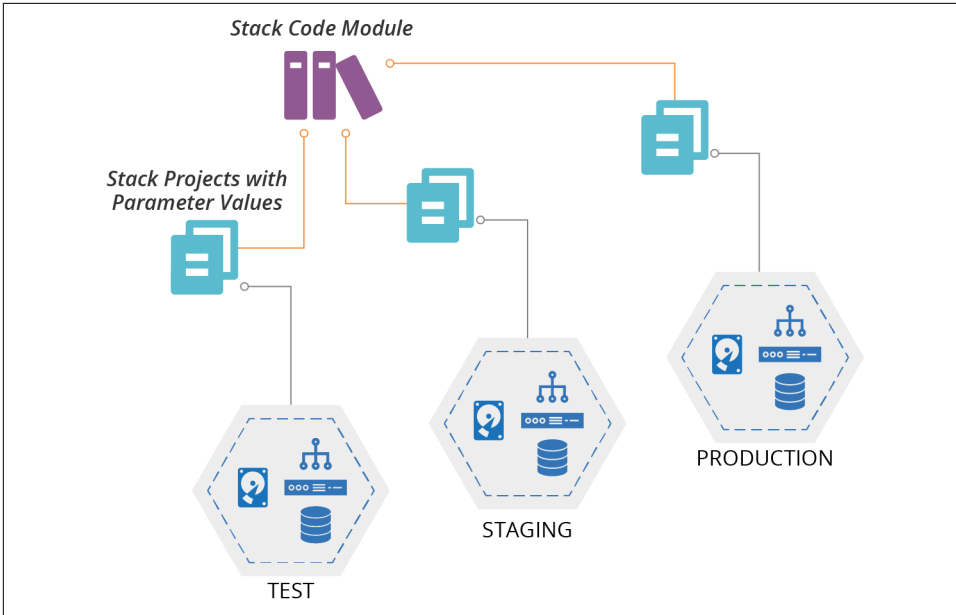 Stack Code Module
Stack Projects with
Parameter Values
PRODUCTION
STAGING
TEST